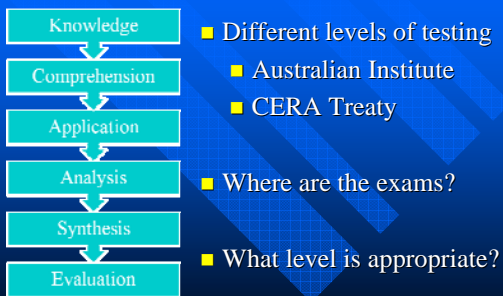 Knowledge
Comprehension
Application
Analysis
Synthesis
Evaluation
Different levels of testing
Australian Institute
CERA Treaty
Where are the exams?
What level is appropriate?